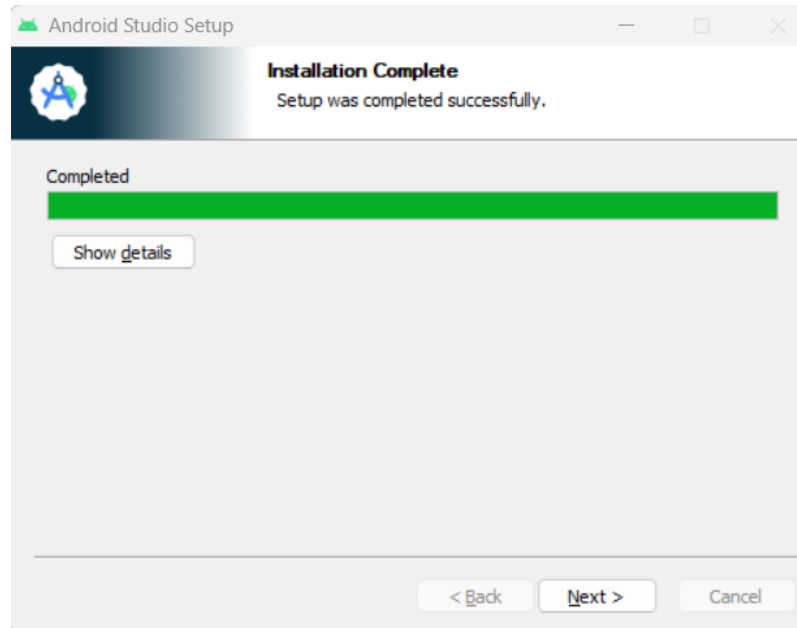 Android Studio Setup
Installation Complete
Setup was completed successfully.
Completed
Show details
< Back
Next >
Cancel